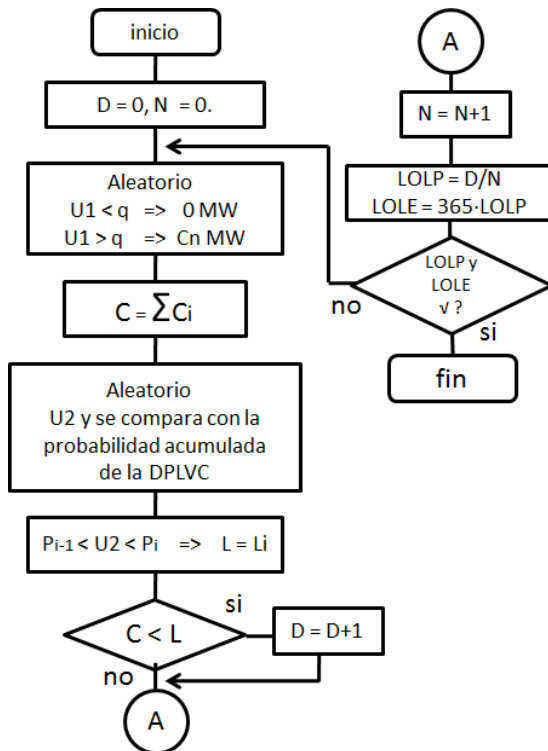 inicio
D = 0, N = 0.
Aleatorio
U1 < q => 0 MW
U1 > q => Cn MW
C = ∑Ci
Aleatorio
U2 y se compara con la
probabilidad acumulada
de la DPLVC
Pi-1 < U2 < Pi => L = Li
C < L
si
D = D+1
no
A
A
N = N+1
LOLP = D/N
LOLE = 365·LOLP
LOLP y
LOLE
√ ?
no
si
fin